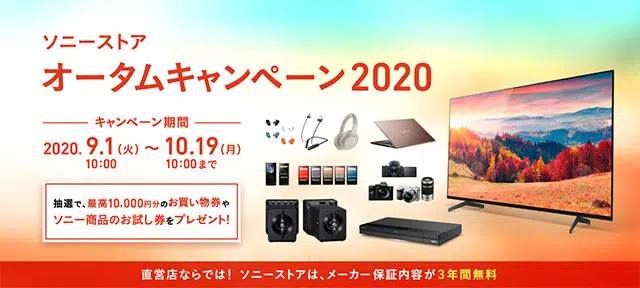 ソニーストア
オータムキャンペーン2020
キャンペーン期間
2020. 9.1(火) ～ 10.19(月)
10:00 10:00まで
抽選で、最高10,000円分のお買い物券や
ソニー商品のお試し券をプレゼント!
直営店ならでは! ソニーストアは、メーカー保証内容が3年間無料